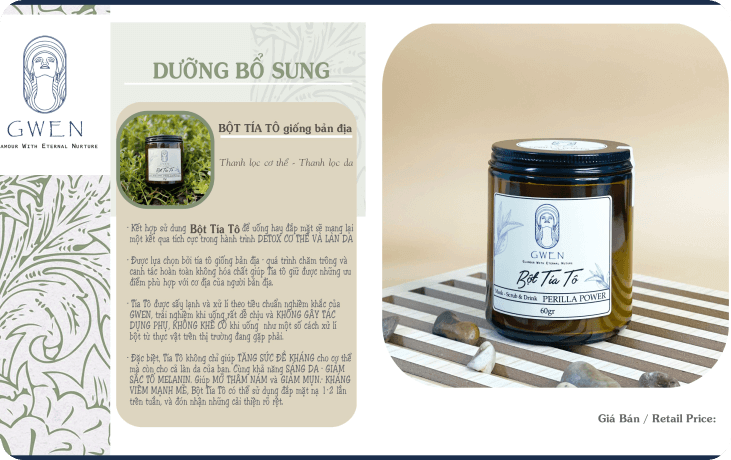 GWEN
LAMOUR WITH ETERNAL NURTURE
DƯỠNG BỔ SUNG
BỘT TÍA TÔ giống bản địa
Thanh lọc cơ thể - Thanh lọc da
- Kết hợp sử dụng Bột Tía Tô để uống hay đắp mặt sẽ mang lại
một kết quả tích cực trong hành trình DETOX CƠ THỂ VÀ LÀN DA
- Được lựa chọn bởi tía tô giống bản địa - quá trình chăm trồng và
canh tác hoàn toàn không hóa chất giúp Tía tô giữ được những ưu
điểm phù hợp với cơ địa của người bản địa.
- Tía Tô được sấy lạnh và xử lí theo tiêu chuẩn nghiêm khắc của
GWEN, trải nghiệm khi uống rất dễ chịu và KHÔNG GÂY TÁC
DỤNG PHỤ, KHÔNG KHÉ CỔ khi uống như một số cách xử lí
bột từ thực vật trên thị trường đang gặp phải.
- Đặc biệt, Tía Tô không chỉ giúp TĂNG SỨC ĐỀ KHÁNG cho cơ thể
mà còn cho cả làn da của bạn. Cùng khả năng SÁNG DA - GIẢM
SẮC TỐ MELANIN. Giúp MỜ THÂM NÁM và GIẢM MỤN.- KHÁNG
VIÊM MẠNH MẼ, Bột Tía Tô có thể sử dụng đắp mặt nạ 1-2 lần
trên tuần, và đón nhận những cải thiện rõ rệt.
GWEN
GLAMOUR WITH ETERNAL NURTURE
Bột Tía Tô
Mask - Scrub & Drink PERILLA POWER
60gr
Giá Bán / Retail Price: